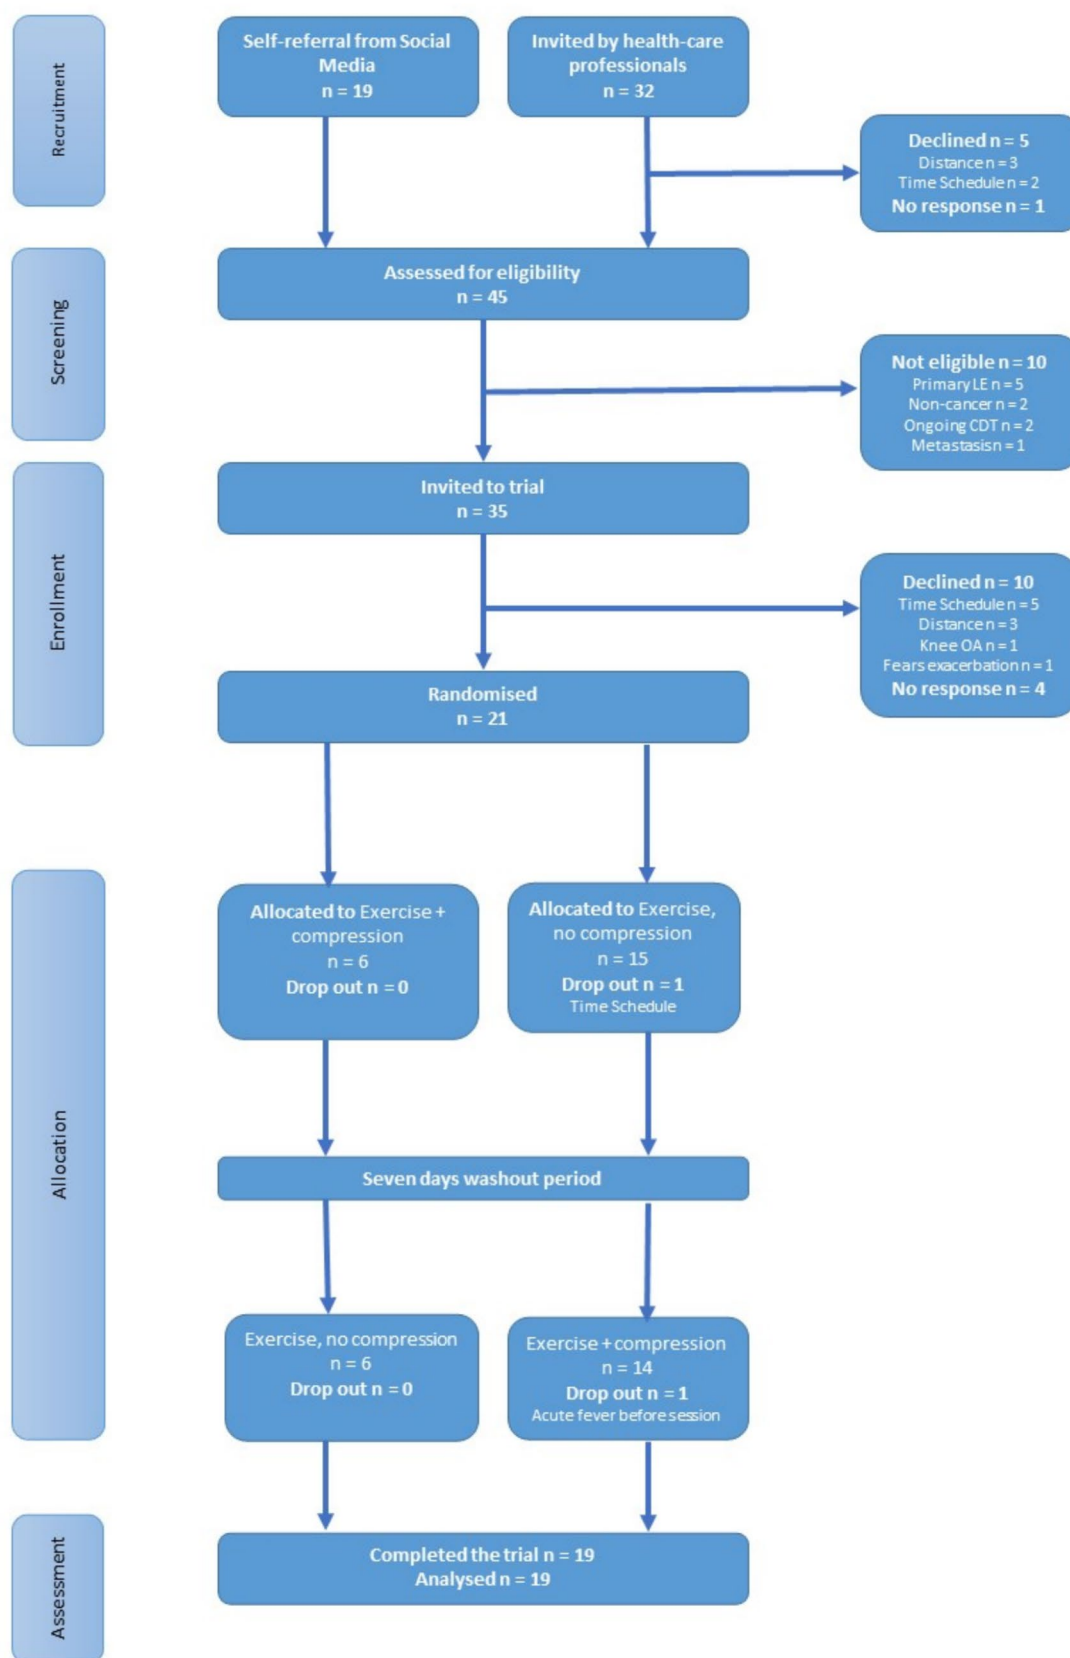 Recruitment
Self-referral from Social
Media
n = 19
Invited by health-care
professionals
n = 32
Declined n = 5
Distance n = 3
Time Schedule n = 2
No response n = 1
Screening
Assessed for eligibility
n = 45
Not eligible n = 10
Primary LE n = 5
Non-cancer n = 2
Ongoing CDT n = 2
Metastasis n = 1
Enrollment
Invited to trial
n = 35
Declined n = 10
Time Schedule n = 5
Distance n = 3
Knee OA n = 1
Fears exacerbation n = 1
No response n = 4
Randomised
n = 21
Allocation
Allocated to Exercise +
compression
n = 6
Drop out n = 0
Allocated to Exercise,
no compression
n = 15
Drop out n = 1
Time Schedule
Seven days washout period
Exercise, no compression
n = 6
Drop out n = 0
Exercise + compression
n = 14
Drop out n = 1
Acute fever before session
Assessment
Completed the trial n = 19
Analysed n = 19